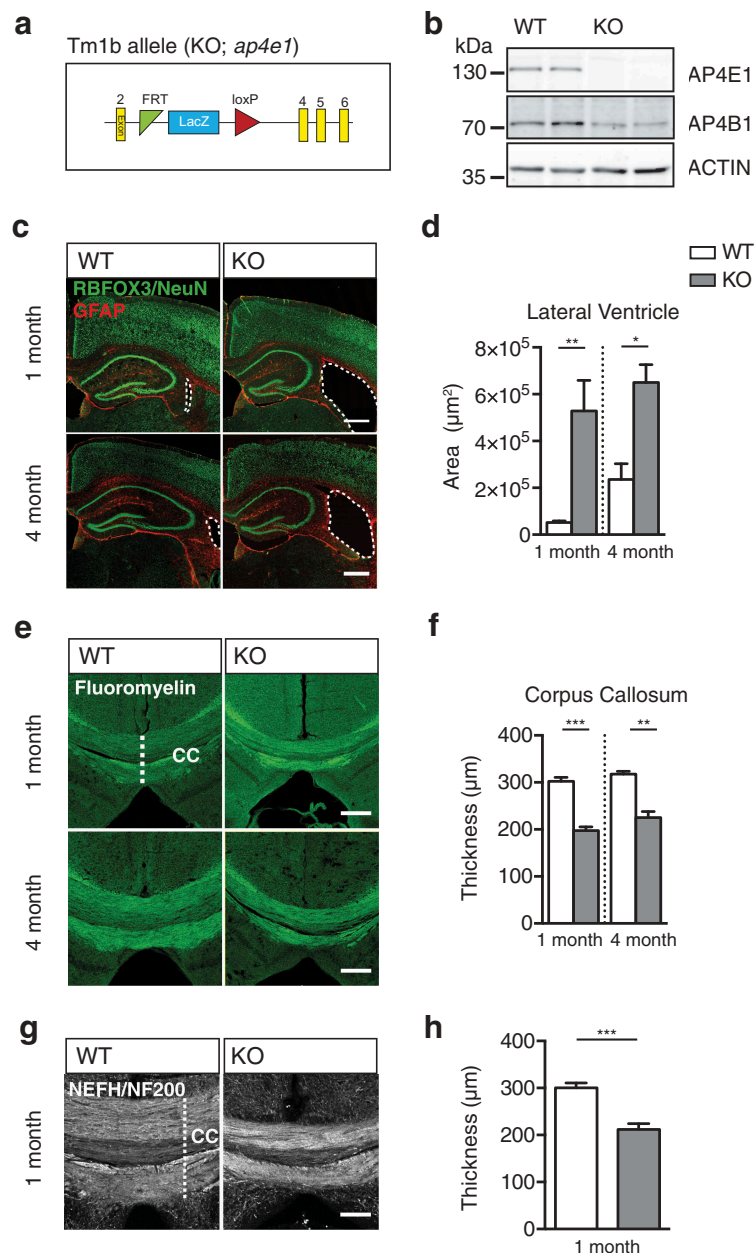 a
Tm1b allele (KO; ap4e1)
2
FRT
loxP
4
5
6
Exon
LacZ
b
kDa
WT
KO
130
AP4E1
70
AP4B1
35
ACTIN
c
WT
KO
RBFOX3/NeuN
GFAP
1 month
4 month
d
WT
KO
Lateral Ventricle
**
*
8×10⁵
6×10⁵
4×10⁵
2×10⁵
0
Area (µm²)
1 month
4 month
e
WT
KO
Fluoromyelin
CC
1 month
4 month
f
Corpus Callosum
***
**
400
300
200
100
0
Thickness (µm)
1 month
4 month
g
WT
KO
NEFH/NF200
CC
1 month
h
***
400
300
200
100
0
Thickness (µm)
1 month